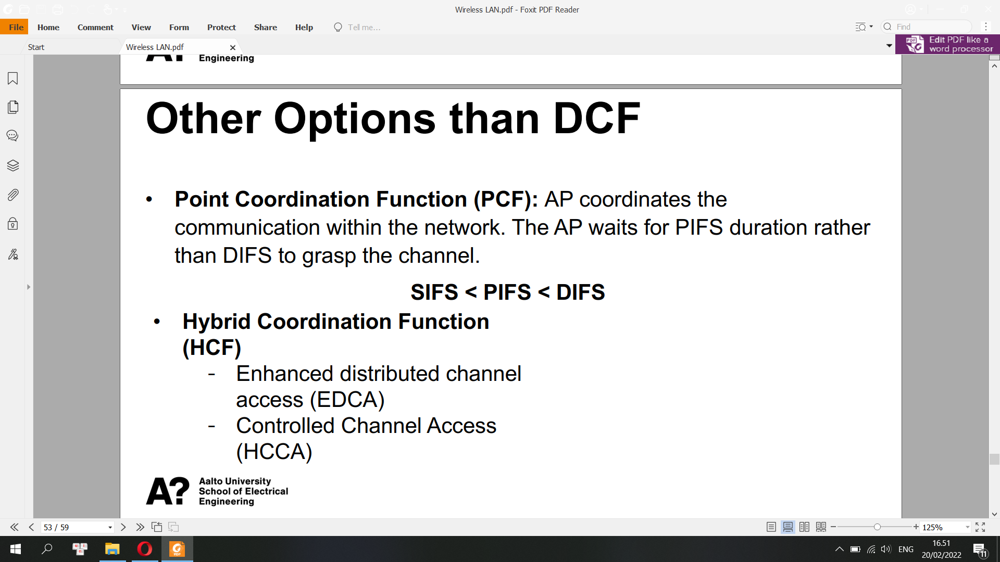 Wireless LAN.pdf - Foxit PDF Reader
File Home Comment View Form Protect Share Help Tell me... Find
Start Wireless LAN.pdf
Edit PDF like a
word processor
Engineering
Other Options than DCF
• Point Coordination Function (PCF): AP coordinates the
communication within the network. The AP waits for PIFS duration rather
than DIFS to grasp the channel.
SIFS < PIFS < DIFS
• Hybrid Coordination Function
(HCF)
- Enhanced distributed channel
access (EDCA)
- Controlled Channel Access
(HCCA)
A? Aalto University
School of Electrical
Engineering
53 / 59 125%
16.51
ENG
20/02/2022
11